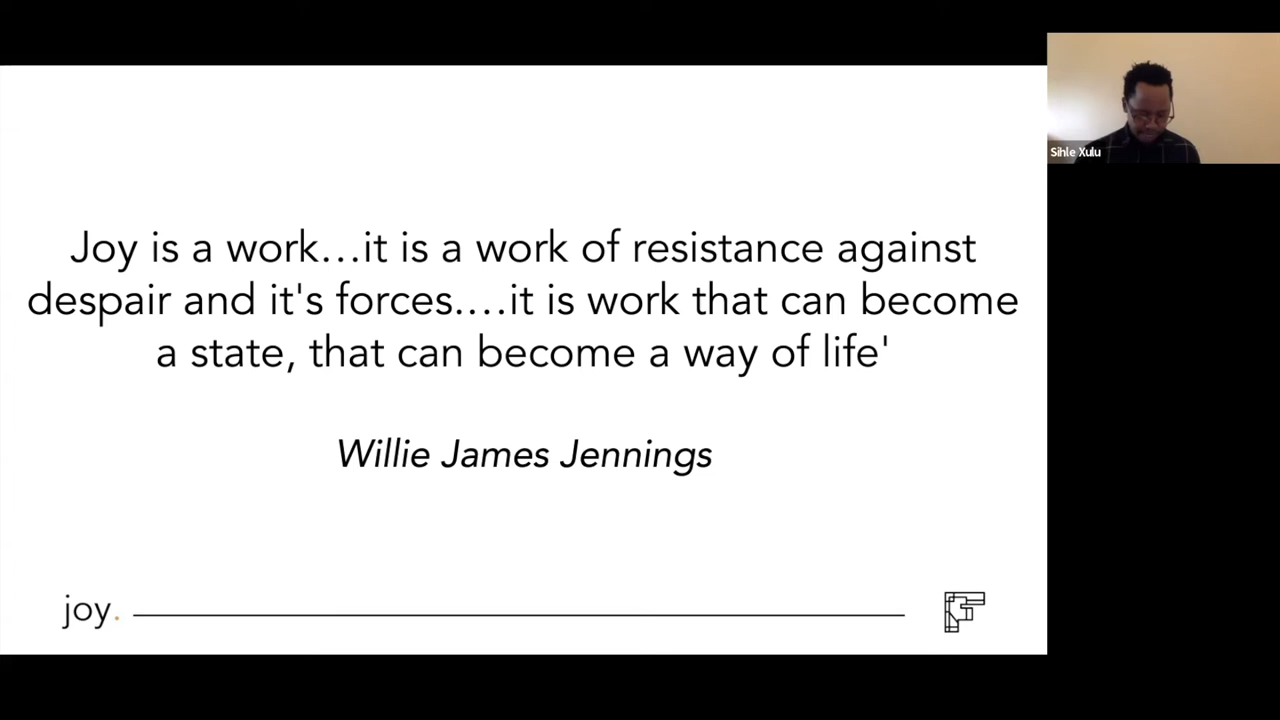 Joy is a work...it is a work of resistance against
despair and it's forces....it is work that can become
a state, that can become a way of life'
Willie James Jennings
joy.
Sihle Xulu